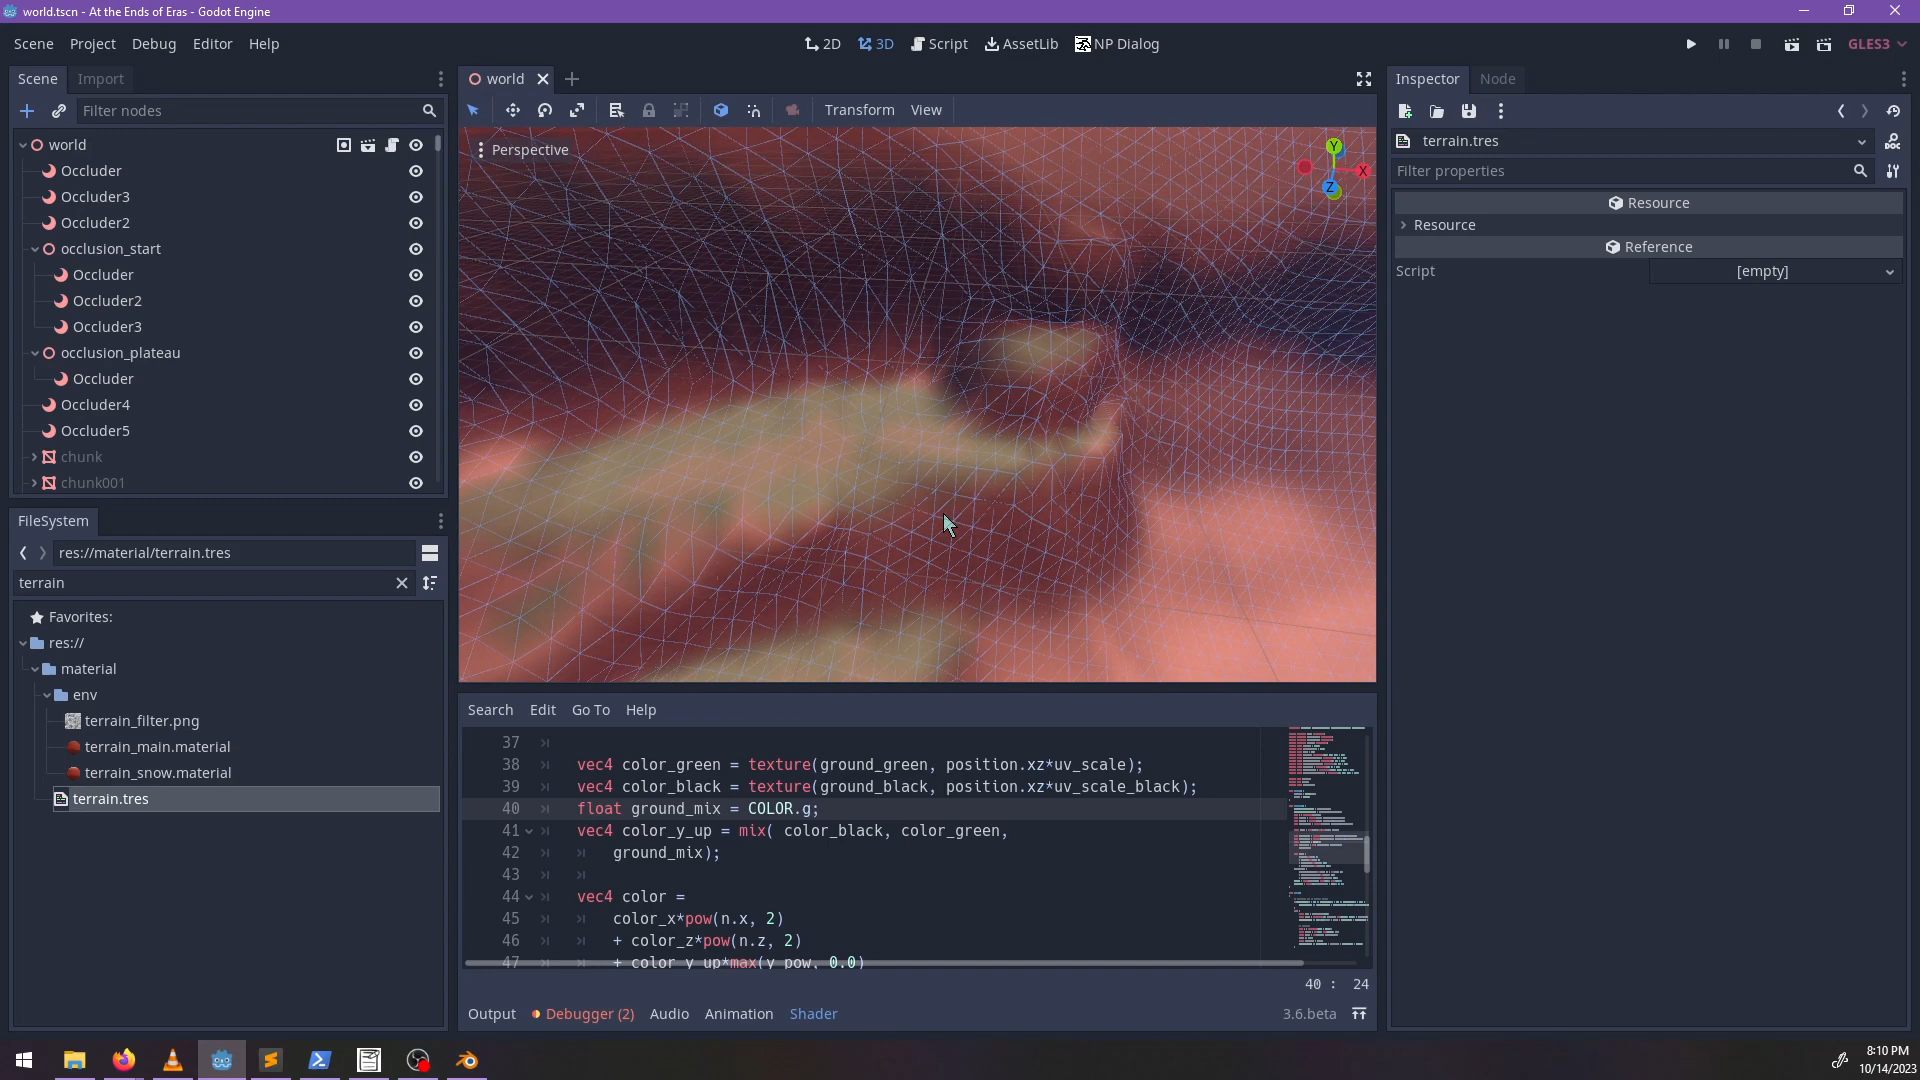 world.tscn - At the Ends of Eras - Godot Engine
Scene Project Debug Editor Help
2D 3D Script AssetLib NP Dialog
GLES3
Scene Import
Filter nodes
world
Occluder
Occluder3
Occluder2
occlusion_start
Occluder
Occluder2
Occluder3
occlusion_plateau
Occluder
Occluder4
Occluder5
chunk
chunk001
FileSystem
res://material/terrain.tres
terrain
Favorites:
res://
material
env
terrain_filter.png
terrain_main.material
terrain_snow.material
terrain.tres
world
Transform View
Perspective
Y
X
Z
Search Edit Go To Help
37
38 vec4 color_green = texture(ground_green, position.xz*uv_scale);
39 vec4 color_black = texture(ground_black, position.xz*uv_scale_black);
40 float ground_mix = COLOR.g;
41 vec4 color_y_up = mix( color_black, color_green,
42 ground_mix);
43
44 vec4 color =
45 color_x*pow(n.x, 2)
46 + color_z*pow(n.z, 2)
47 + color_y_up*max(y_pow, 0.0)
40 : 24
Output Debugger (2) Audio Animation Shader
3.6.beta
Inspector Node
terrain.tres
Filter properties
Resource
Resource
Reference
Script [empty]
8:10 PM
10/14/2023